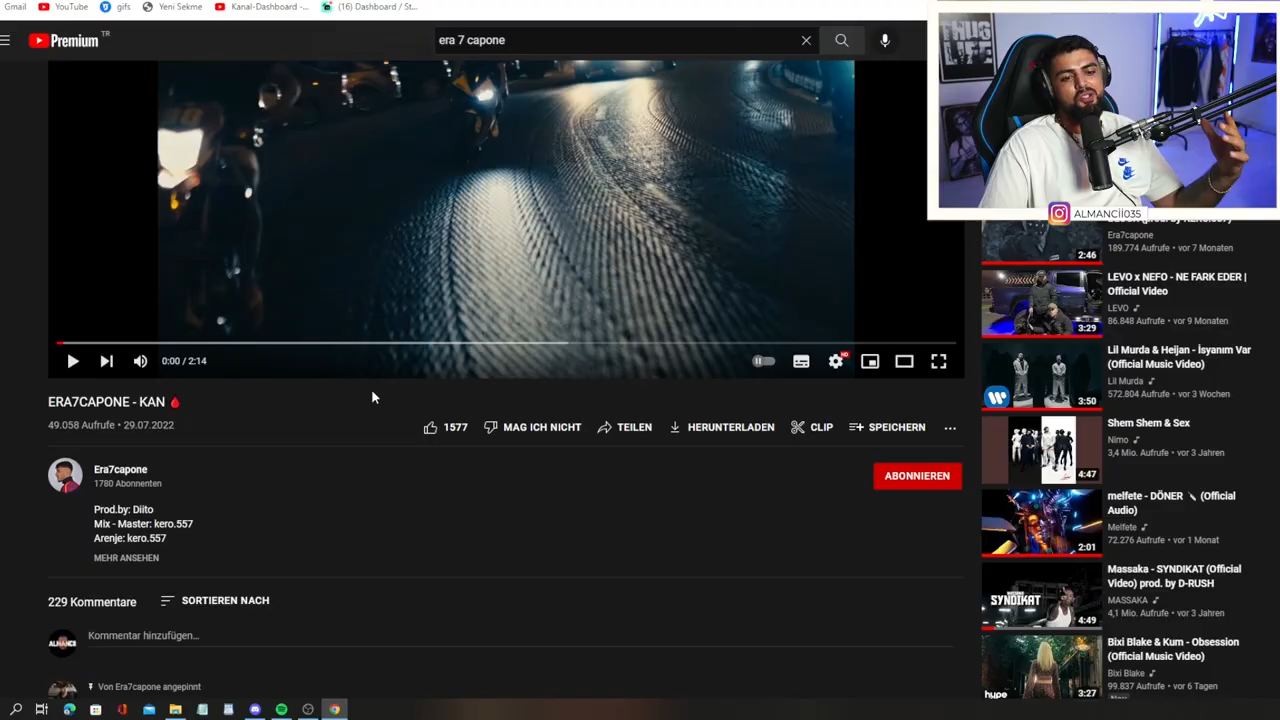 Gmail
YouTube
gifs
Yeni Sekme
Kanal-Dashboard -...
(16) Dashboard / St...
Premium TR
era 7 capone
THUG
LIFE
ALMANCİİ035
0:00 / 2:14
HD
ERA7CAPONE - KAN 🩸
49.058 Aufrufe • 29.07.2022
1577
MAG ICH NICHT
TEILEN
HERUNTERLADEN
CLIP
SPEICHERN
Era7capone
1780 Abonnenten
ABONNIEREN
Prod.by: Diito
Mix - Master: kero.557
Arenje: kero.557
MEHR ANSEHEN
229 Kommentare
SORTIEREN NACH
ALMANCI
Kommentar hinzufügen...
Von Era7capone angepinnt
Era7capone
189.774 Aufrufe • vor 7 Monaten
2:46
LEVO x NEFO - NE FARK EDER |
Official Video
LEVO
86.848 Aufrufe • vor 9 Monaten
3:29
Lil Murda & Heijan - İsyanım Var
(Official Music Video)
Lil Murda
572.804 Aufrufe • vor 3 Wochen
3:50
Shem Shem & Sex
Nimo
3,4 Mio. Aufrufe • vor 3 Jahren
4:47
melfete - DÖNER 🔪 (Official
Audio)
Melfete
72.276 Aufrufe • vor 1 Monat
2:01
Massaka - SYNDIKAT (Official
Video) prod. by D-RUSH
MASSAKA
4,1 Mio. Aufrufe • vor 3 Jahren
SYNDIKAT
4:49
Bixi Blake & Kum - Obsession
(Official Music Video)
Bixi Blake
99.837 Aufrufe • vor 6 Tagen
hype
3:27